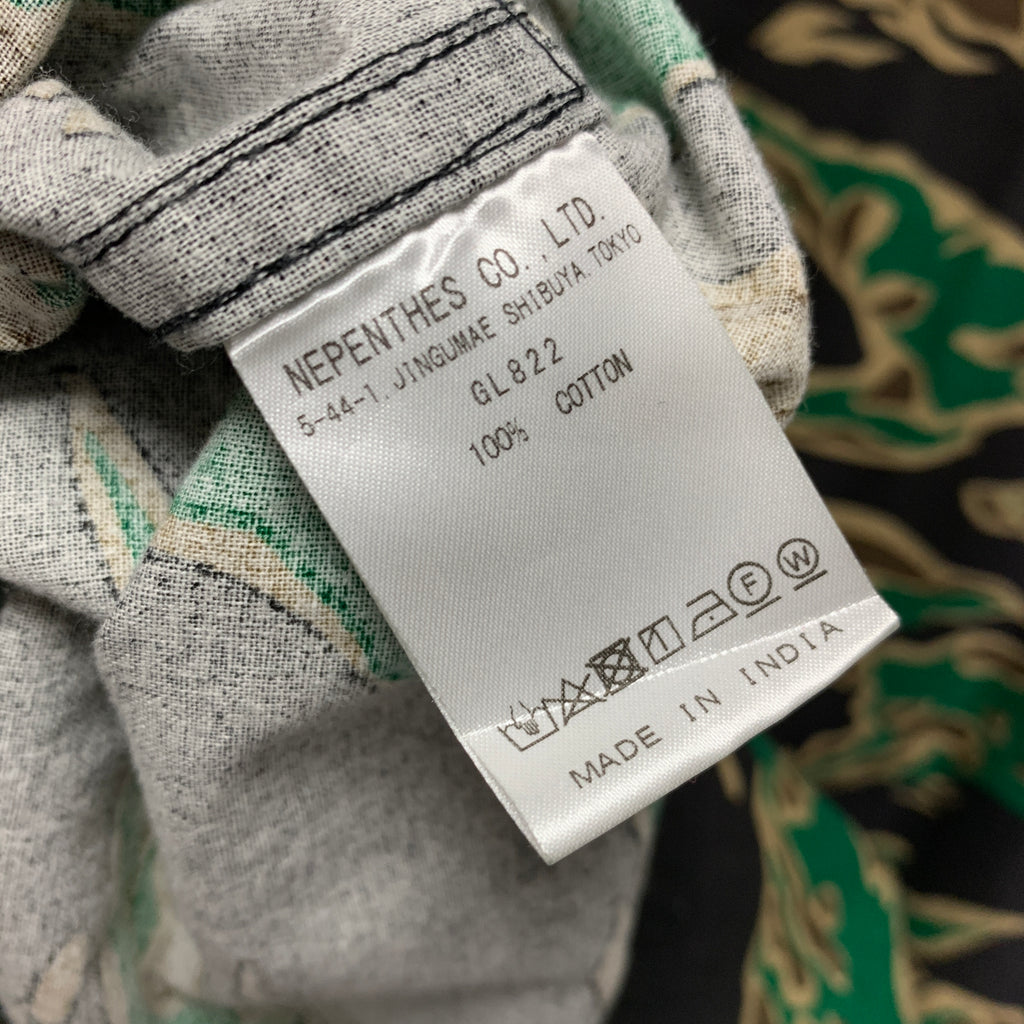 NEPENTHES CO.,LTD.
5-44-1,JINGUMAE SHIBUYA,TOKYO
GL822
100% COTTON
F W
MADE IN INDIA